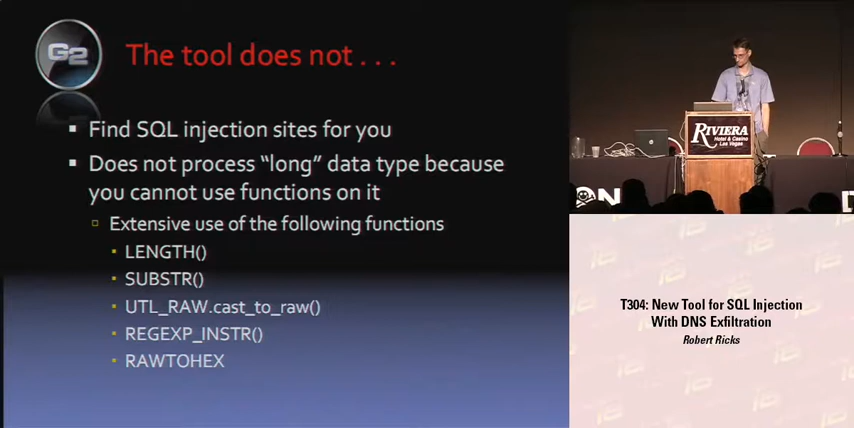 G2
The tool does not . . .
▪ Find SQL injection sites for you
▪ Does not process “long” data type because
you cannot use functions on it
▫ Extensive use of the following functions
▪ LENGTH()
▪ SUBSTR()
▪ UTL_RAW.cast_to_raw()
▪ REGEXP_INSTR()
▪ RAWTOHEX
RIVIERA
Hotel & Casino
Las Vegas
T304: New Tool for SQL Injection
With DNS Exfiltration
Robert Ricks